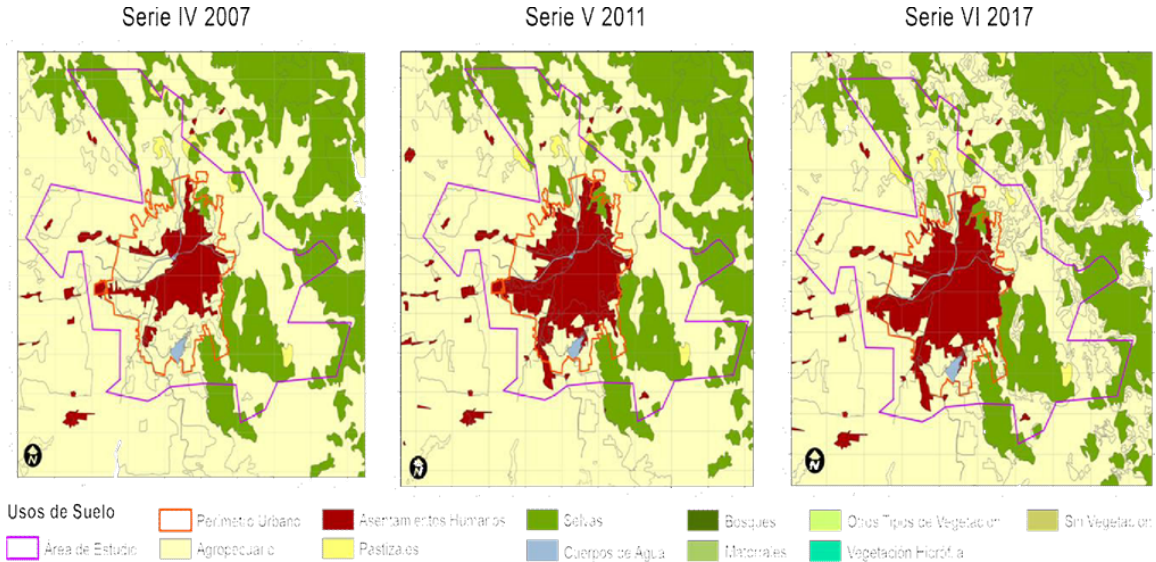 Serie IV 2007
Serie V 2011
Serie VI 2017
N
N
N
Usos de Suelo
Perímetro Urbano
Asentamientos Humanos
Selvas
Bosques
Otros Tipos de Vegetación
Sin Vegetación
Área de Estudio
Agropecuario
Pastizales
Cuerpos de Agua
Matorrales
Vegetación Hidrófila